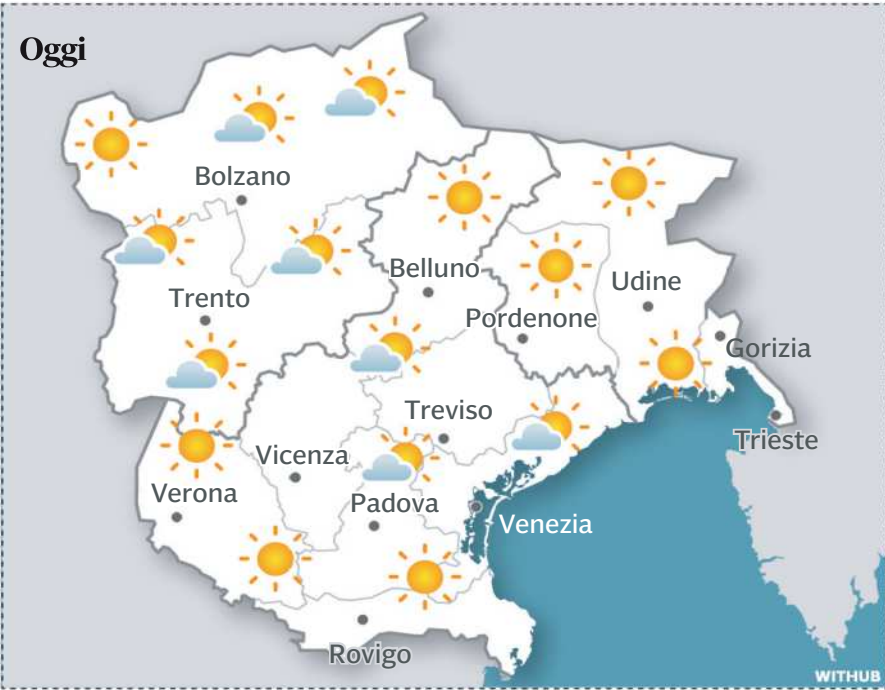 Oggi
Bolzano
Belluno
Trento
Udine
Pordenone
Gorizia
Treviso
Trieste
Vicenza
Verona
Padova
Venezia
Rovigo
WITHUB